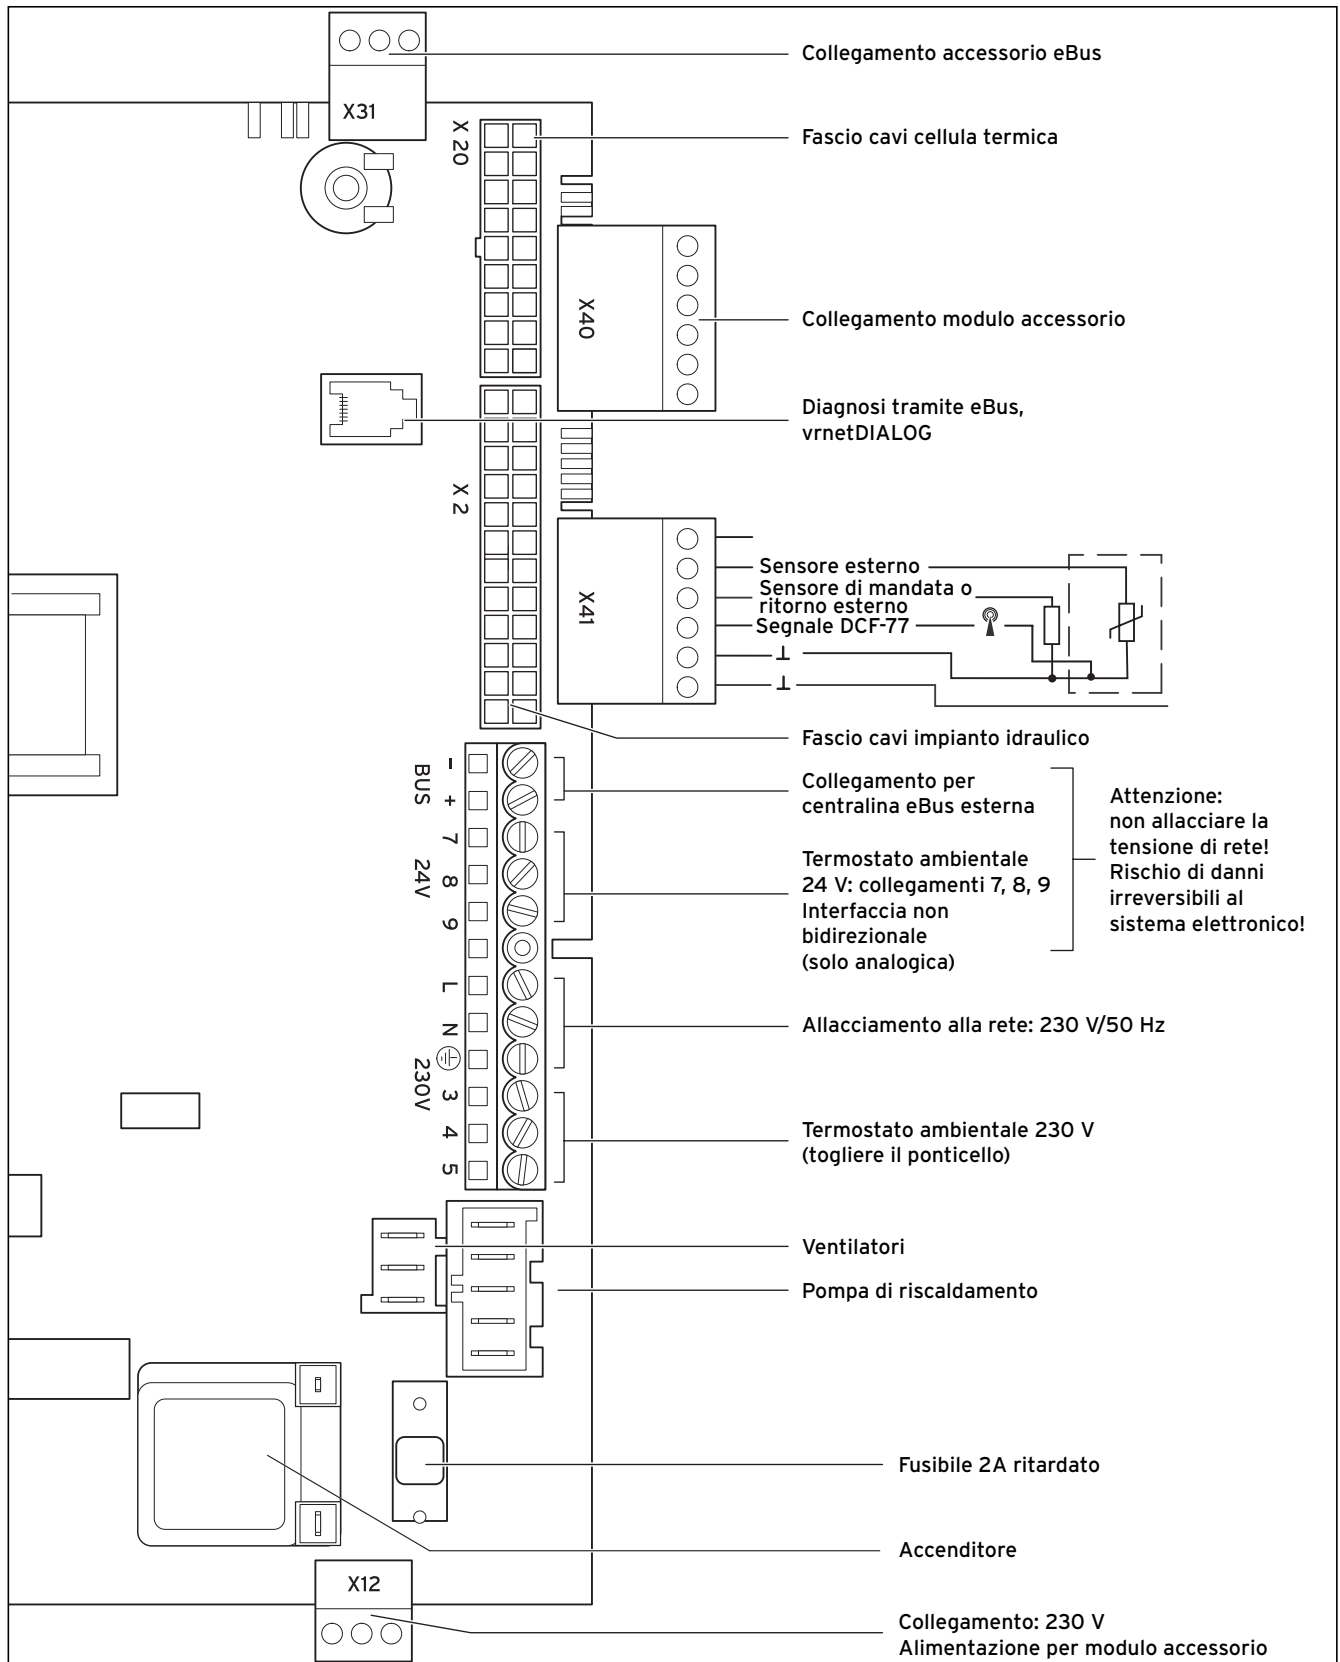 Collegamento accessorio eBus
X31
X 20
Fascio cavi cellula termica
X40
Collegamento modulo accessorio
Diagnosi tramite eBus,
vrnetDIALOG
X 2
X41
Sensore esterno
Sensore di mandata o
ritorno esterno
Segnale DCF-77
Fascio cavi impianto idraulico
BUS
-
+
Collegamento per
centralina eBus esterna
24V
7
8
9
Termostato ambientale
24 V: collegamenti 7, 8, 9
Interfaccia non
bidirezionale
(solo analogica)
Attenzione:
non allacciare la
tensione di rete!
Rischio di danni
irreversibili al
sistema elettronico!
L
N
230V
Allacciamento alla rete: 230 V/50 Hz
3
4
5
Termostato ambientale 230 V
(togliere il ponticello)
Ventilatori
Pompa di riscaldamento
Fusibile 2A ritardato
Accenditore
X12
Collegamento: 230 V
Alimentazione per modulo accessorio